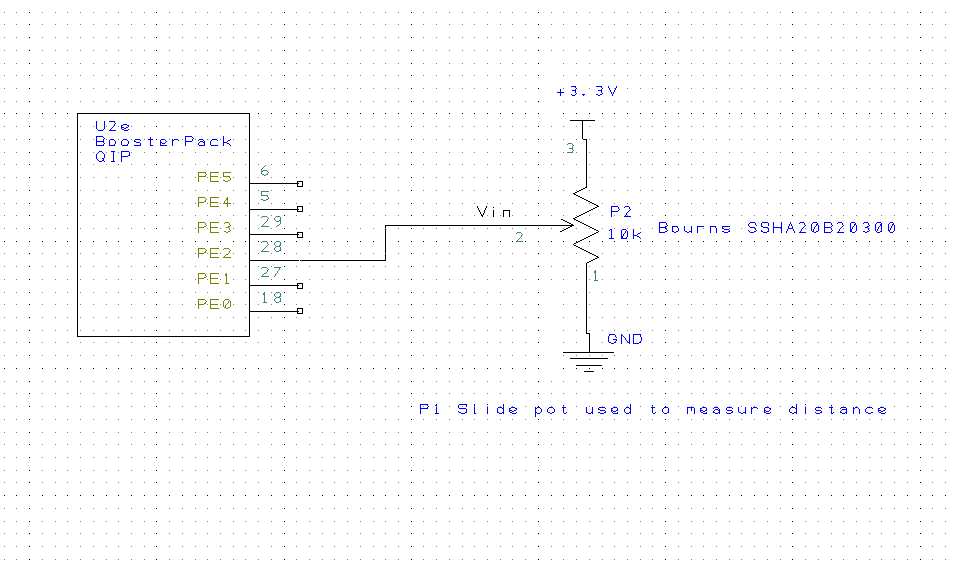 +3.3V
U2e
BoosterPack
QIP
3
PE5 6
PE4 5
PE3 29
PE2 28
PE1 27
PE0 18
Vin
2
P2
10k
Bourns SSHA20B20300
1
GND
P1 Slide pot used to measure distance